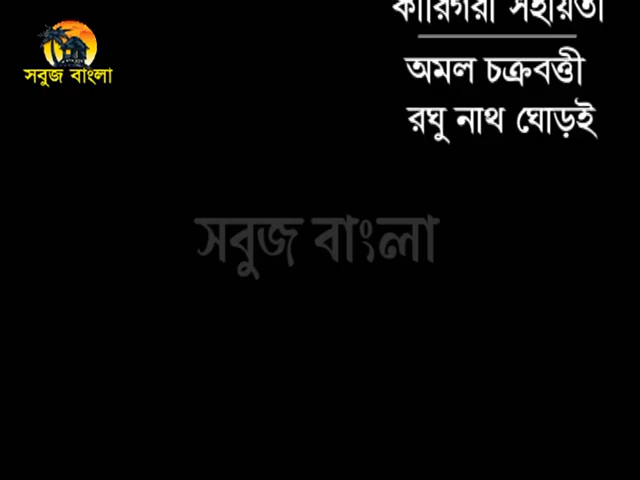 কারিগরী সহায়তা
সবুজ বাংলা
অমল চক্রবর্ত্তী
রঘু নাথ ঘোড়ই
সবুজ বাংলা